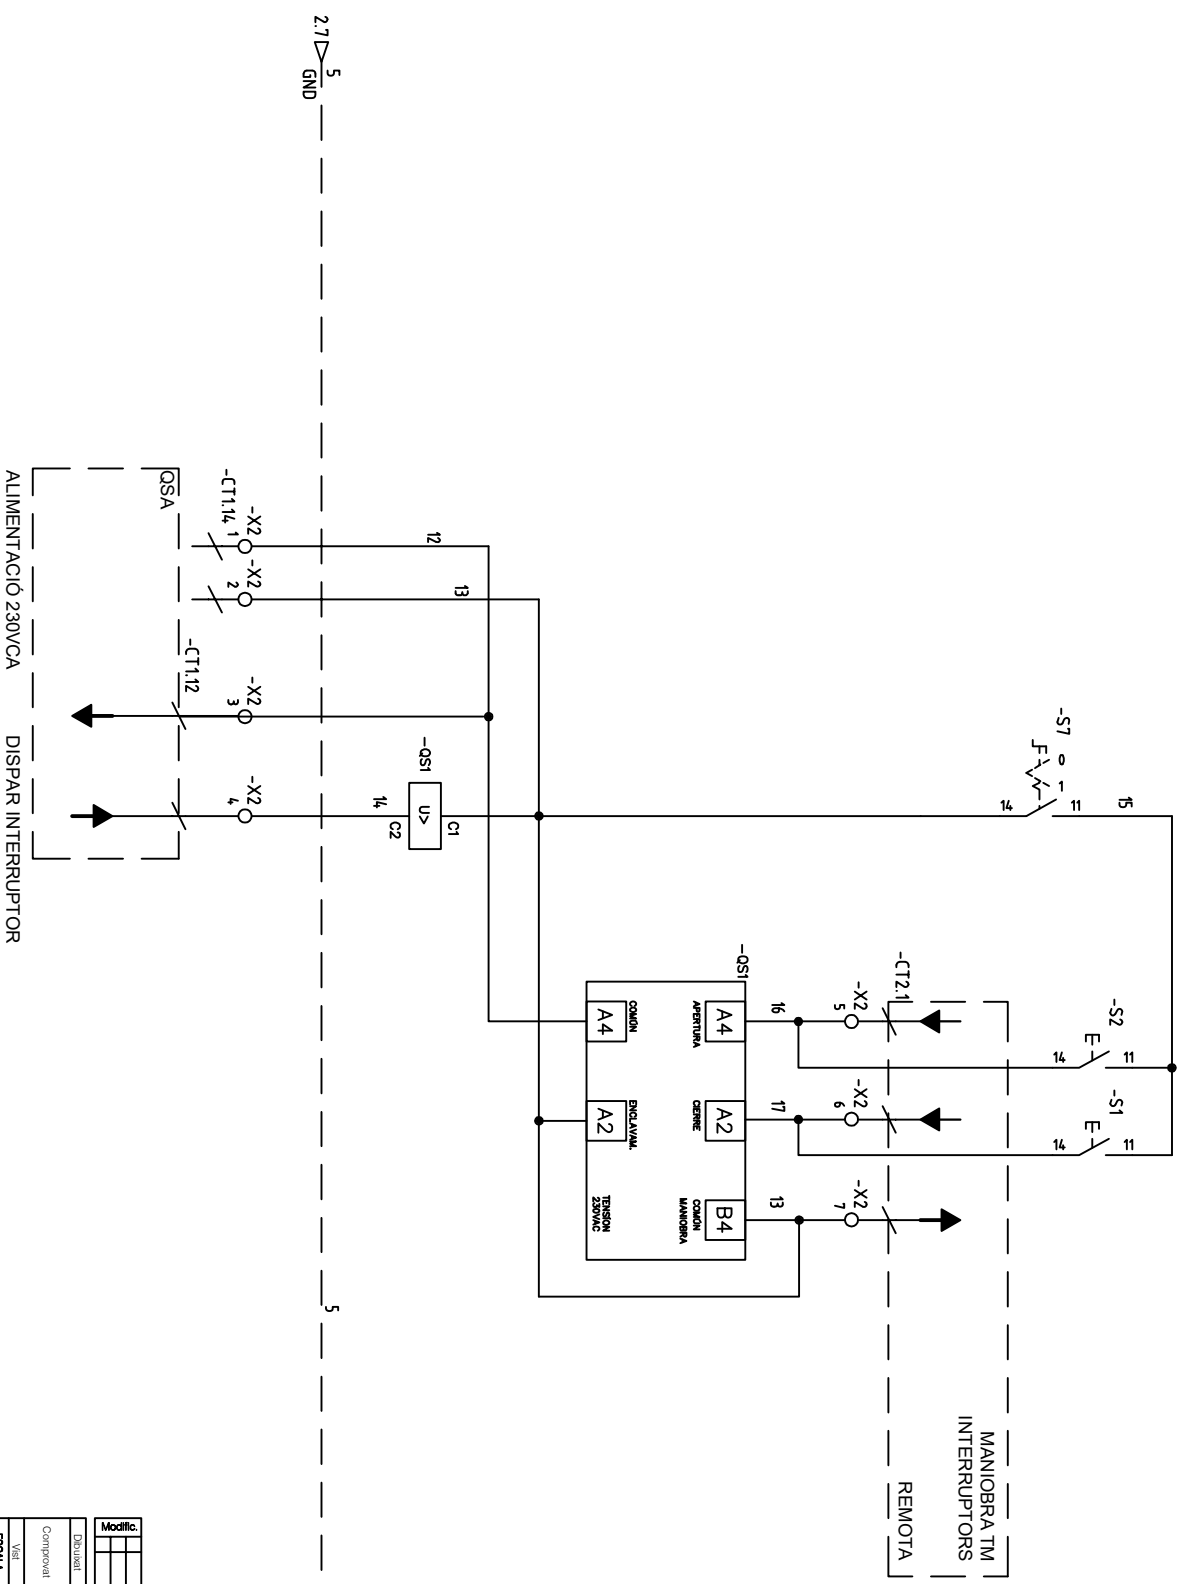 2.7
5
GND
5
-S7
0
1
14
11
15
-S2
14
11
-S1
14
11
MANIOBRA TM
INTERRUPTORS
REMOTA
-CT2.1
-X2
5
-X2
6
-X2
7
16
17
13
-QS1
A4
APERTURA
A2
CIERRE
B4
COMÚN
MANIOBRA
A4
COMÚN
A2
ENCLAVAM.
TENSIÓN
230VAC
-QS1
U>
C1
C2
14
12
13
-X2
1
-X2
2
-X2
3
-X2
4
-CT1.14
-CT1.12
QSA
ALIMENTACIÓ 230VCA
DISPAR INTERRUPTOR
Modific.
Dibuixat
Comprovat
Vist
ESCALA